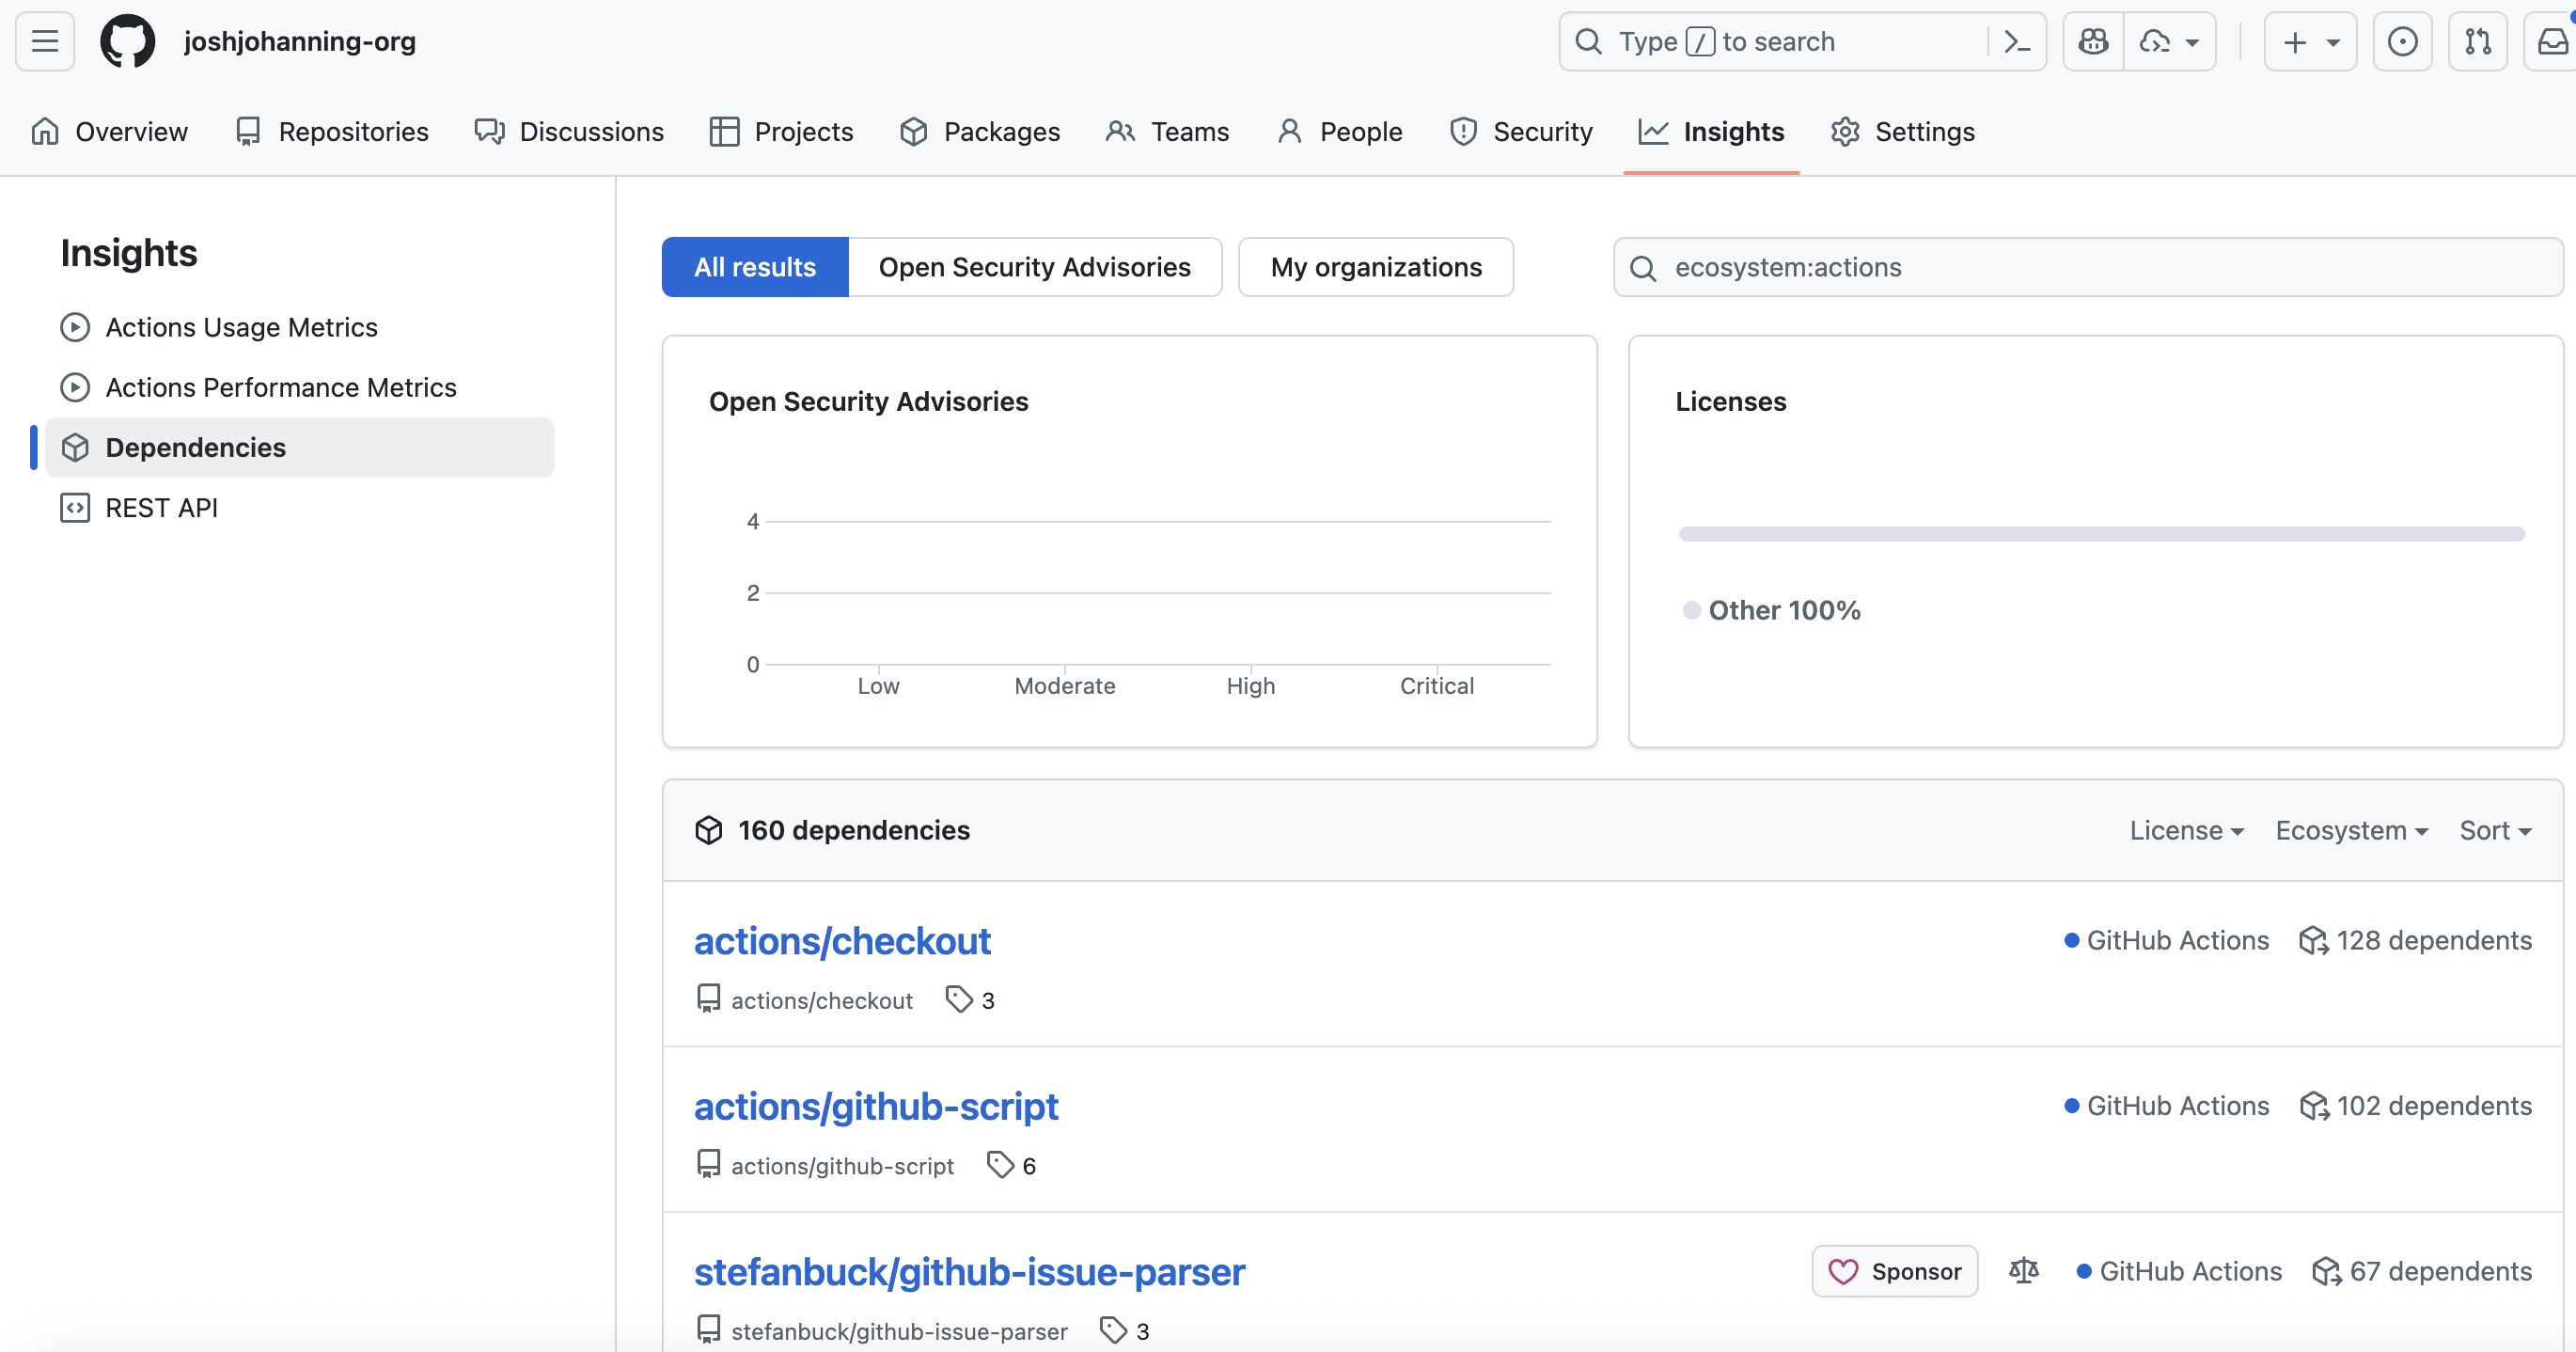 joshjohanning-org
Type / to search
Overview
Repositories
Discussions
Projects
Packages
Teams
People
Security
Insights
Settings
Insights
Actions Usage Metrics
Actions Performance Metrics
Dependencies
REST API
All results
Open Security Advisories
My organizations
ecosystem:actions
Open Security Advisories
4
2
0
Low
Moderate
High
Critical
Licenses
Other 100%
160 dependencies
License
Ecosystem
Sort
actions/checkout
GitHub Actions
128 dependents
actions/checkout
3
actions/github-script
GitHub Actions
102 dependents
actions/github-script
6
stefanbuck/github-issue-parser
Sponsor
GitHub Actions
67 dependents
stefanbuck/github-issue-parser
3